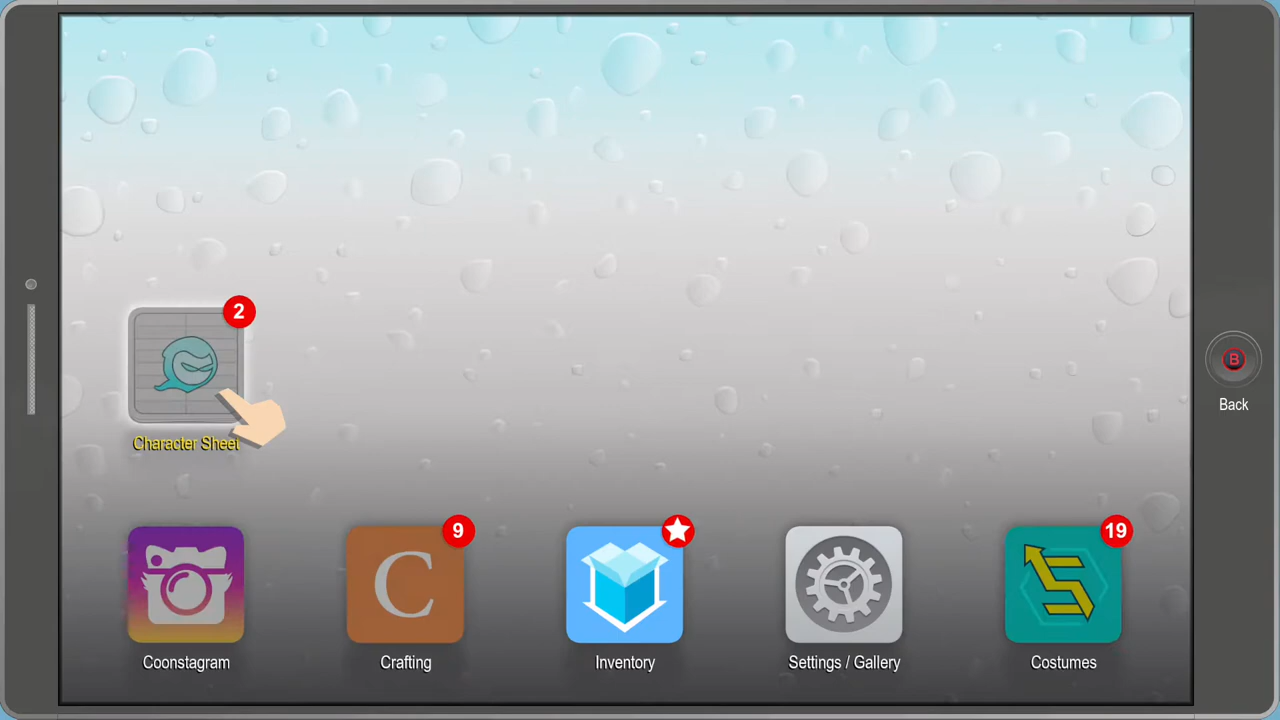 2
Character Sheet
B
Back
9
19
C
Coonstagram
Crafting
Inventory
Settings / Gallery
Costumes